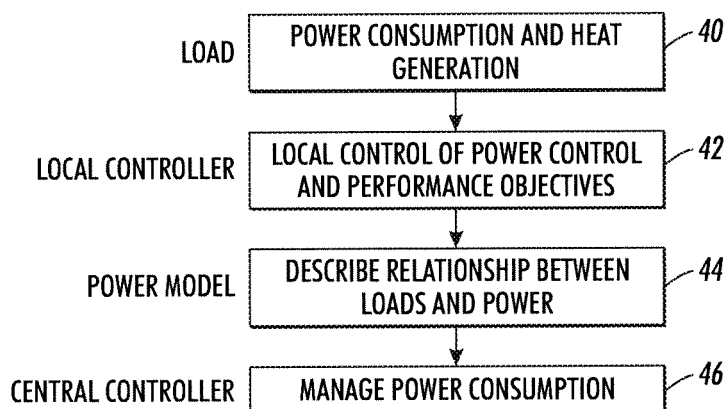 LOAD
POWER CONSUMPTION AND HEAT
GENERATION
40
LOCAL CONTROLLER
LOCAL CONTROL OF POWER CONTROL
AND PERFORMANCE OBJECTIVES
42
POWER MODEL
DESCRIBE RELATIONSHIP BETWEEN
LOADS AND POWER
44
CENTRAL CONTROLLER
MANAGE POWER CONSUMPTION
46